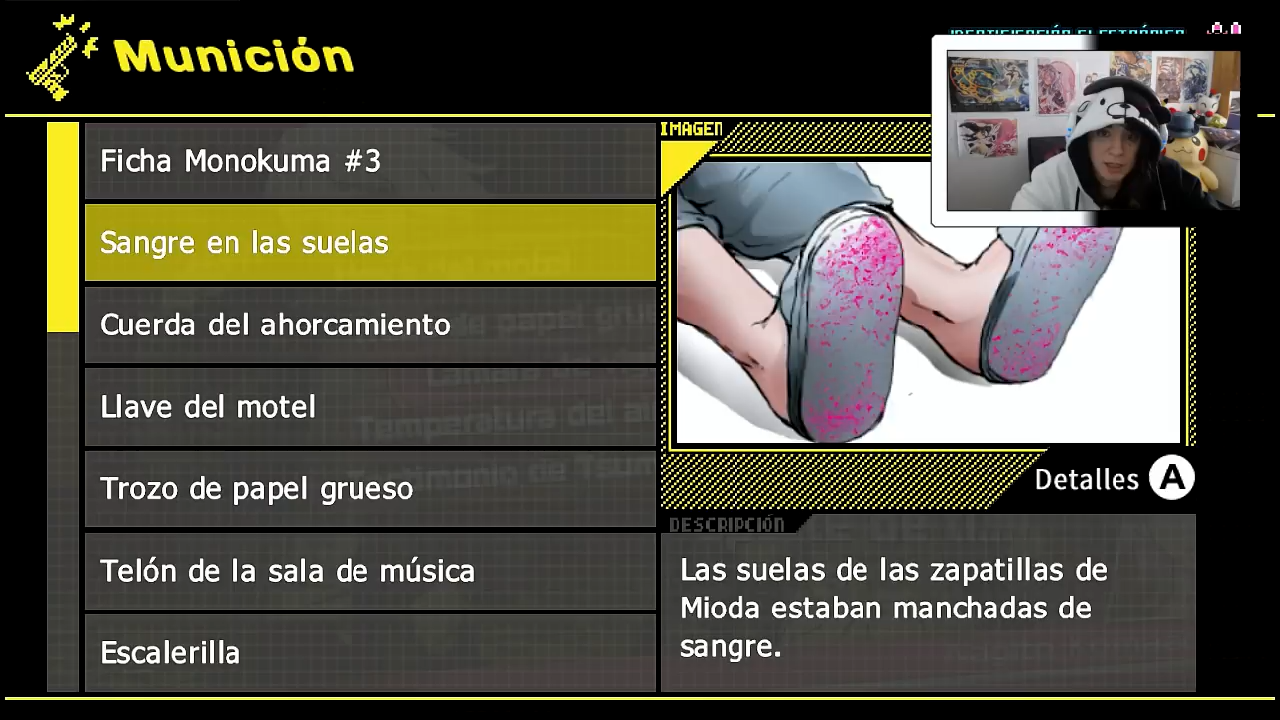 Munición
IDENTIFICACIÓN ELECTRÓNICA
Ficha Monokuma #3
Sangre en las suelas
Cuerda del ahorcamiento
Llave del motel
Trozo de papel grueso
Telón de la sala de música
Escalerilla
IMAGEN
Detalles A
DESCRIPCIÓN
Las suelas de las zapatillas de
Mioda estaban manchadas de
sangre.